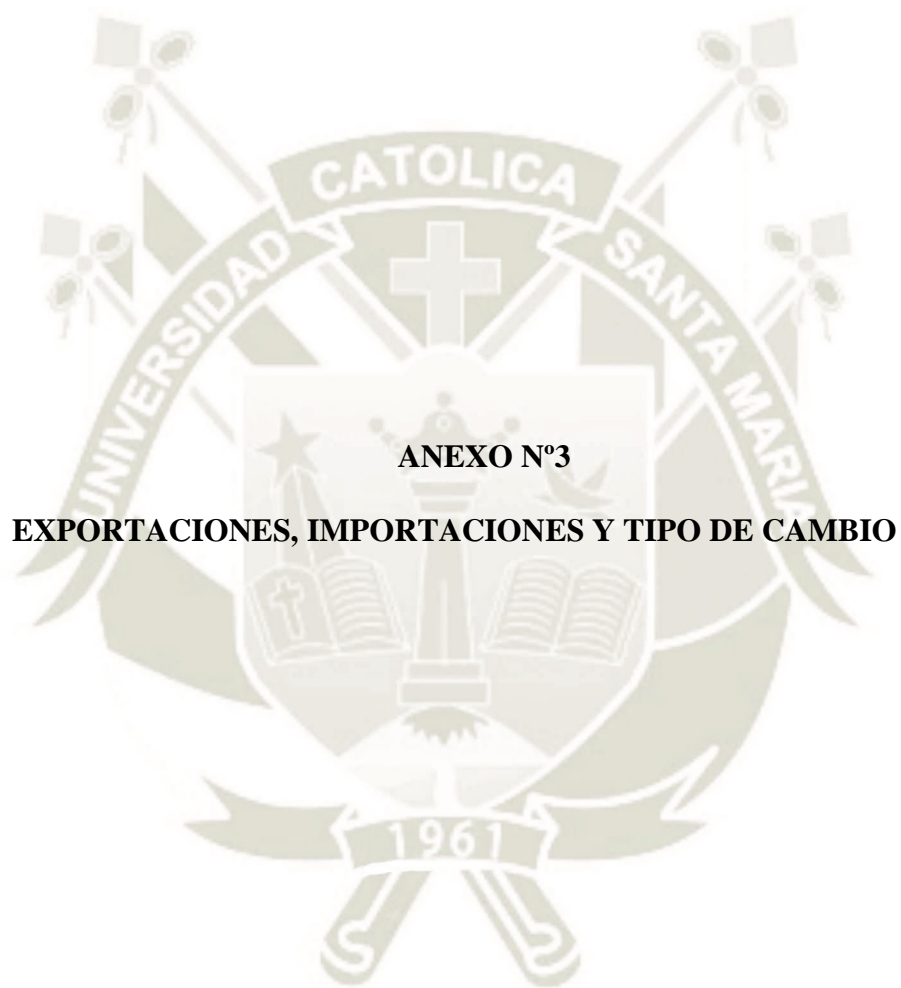 CATOLICA
UNIVERSIDAD
SANTA MARIA
ANEXO Nº3
EXPORTACIONES, IMPORTACIONES Y TIPO DE CAMBIO
1961